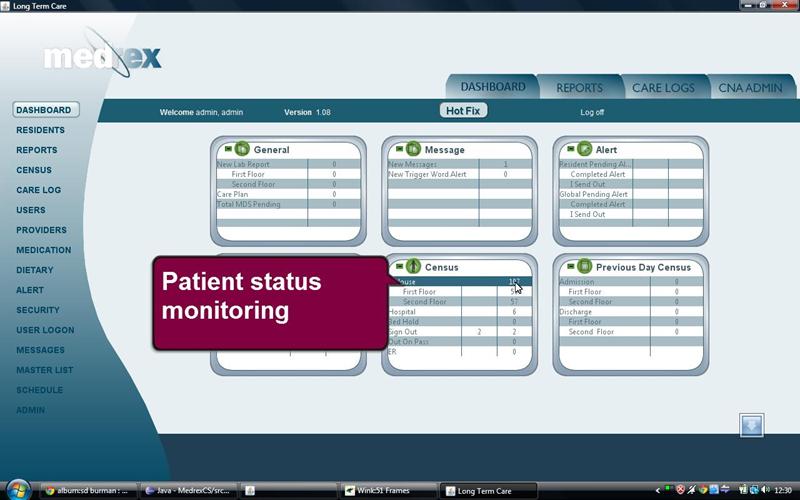 Long Term Care
medrex
DASHBOARD REPORTS CARE LOGS CNA ADMIN
Welcome admin, admin Version 1.08 Hot Fix Log off
DASHBOARD
RESIDENTS
REPORTS
CENSUS
CARE LOG
USERS
PROVIDERS
MEDICATION
DIETARY
ALERT
SECURITY
USER LOGON
MESSAGES
MASTER LIST
SCHEDULE
ADMIN
General
New Lab Report 0
First Floor 0
Second Floor 0
Care Plan 0
Total MDS Pending 0
Message
New Messages 1
New Trigger Word Alert 0
Alert
Resident Pending Al...
Completed Alert
I Send Out
Global Pending Alert
Completed Alert
I Send Out
Patient status
monitoring
Census
First Floor
Second Floor 57
Hospital 6
Bed Hold 0
Sign Out 2 2
Out On Pass 0
ER 0
Previous Day Census
Admission 0
First Floor 0
Second Floor 0
Discharge 0
First Floor 0
Second Floor 0
album:sd burman : ... Java - MedrexCS/src... Wink:51 Frames Long Term Care 12:30